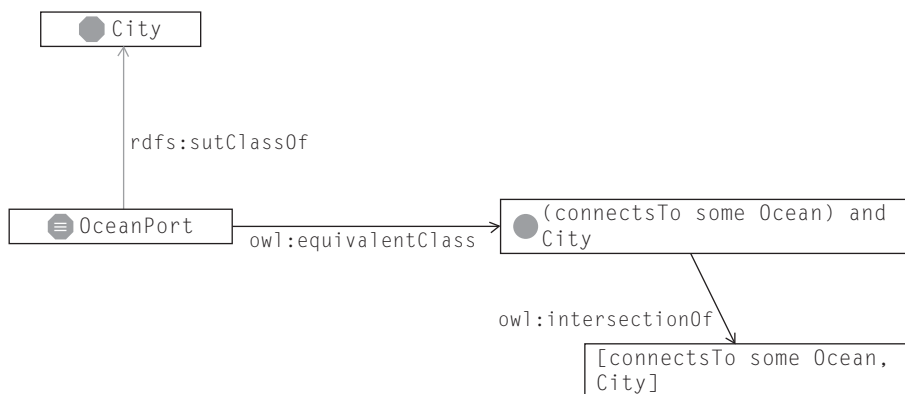 City
rdfs:sutClassOf
OceanPort
owl:equivalentClass
(connectsTo some Ocean) and
City
owl:intersectionOf
[connectsTo some Ocean,
City]